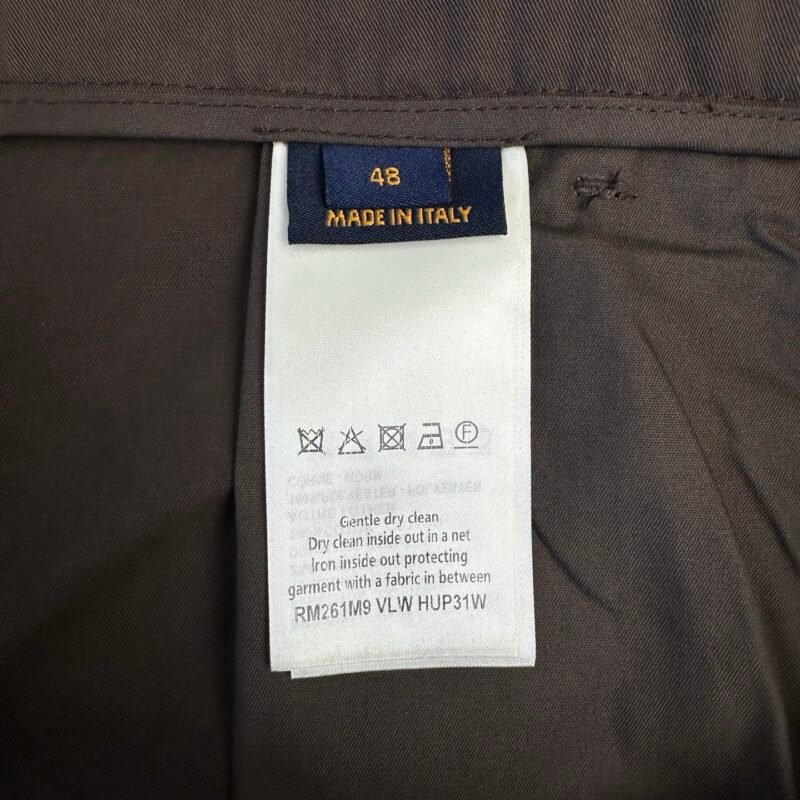 48
MADE IN ITALY
F
Gentle dry clean
Dry clean inside out in a net
Iron inside out protecting
garment with a fabric in between
RM261M9 VLW HUP31W